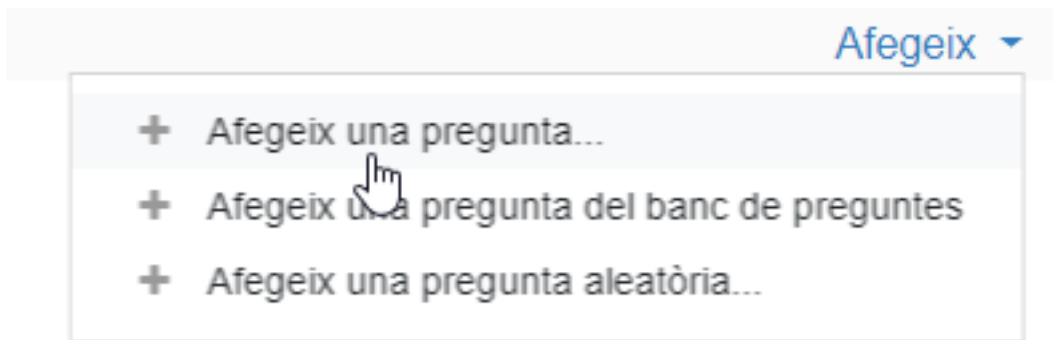 Afegeix
Afegeix una pregunta...
Afegeix una pregunta del banc de preguntes
Afegeix una pregunta aleatòria...